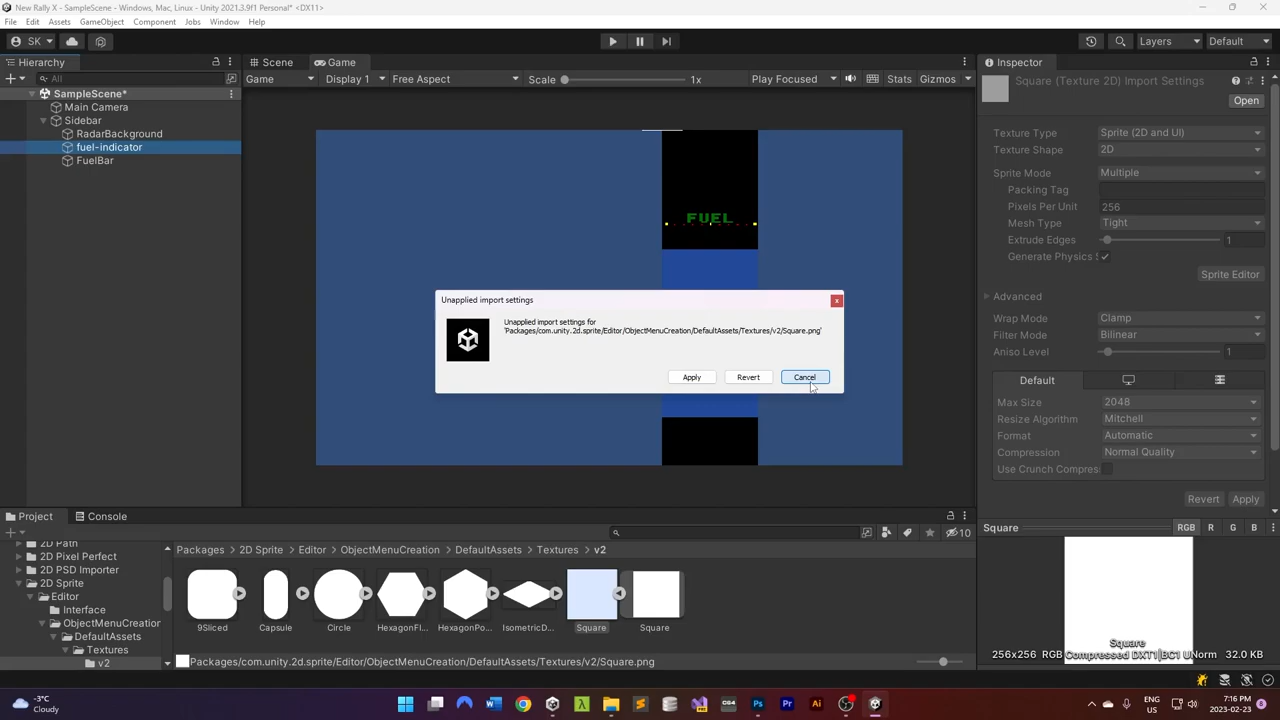 New Rally X - SampleScene - Windows, Mac, Linux - Unity 2021.3.9f1 Personal* <DX11>
File Edit Assets GameObject Component Jobs Window Help
SK Layers Default
Hierarchy Scene Game Inspector
All Game Display 1 Free Aspect Scale 1x Play Focused Stats Gizmos
Square (Texture 2D) Import Settings
Open
SampleScene*
Main Camera
Sidebar
RadarBackground
fuel-indicator
FuelBar
FUEL
Unapplied import settings
Unapplied import settings for
'Packages/com.unity.2d.sprite/Editor/ObjectMenuCreation/DefaultAssets/Textures/v2/Square.png'
Apply Revert Cancel
Texture Type Sprite (2D and UI)
Texture Shape 2D
Sprite Mode Multiple
Packing Tag
Pixels Per Unit 256
Mesh Type Tight
Extrude Edges 1
Generate Physics S
Sprite Editor
Advanced
Wrap Mode Clamp
Filter Mode Bilinear
Aniso Level 1
Default
Max Size 2048
Resize Algorithm Mitchell
Format Automatic
Compression Normal Quality
Use Crunch Compres
Revert Apply
Project Console
10
2D Path
2D Pixel Perfect
2D PSD Importer
2D Sprite
Editor
Interface
ObjectMenuCreation
DefaultAssets
Textures
v2
Packages 2D Sprite Editor ObjectMenuCreation DefaultAssets Textures v2
9Sliced Capsule Circle HexagonFl... HexagonPo... IsometricD... Square Square
Packages/com.unity.2d.sprite/Editor/ObjectMenuCreation/DefaultAssets/Textures/v2/Square.png
Square RGB R G B
Square
256x256 RGB Compressed DXT1|BC1 UNorm 32.0 KB
-3°C
Cloudy
CS4 Ps Pr Ai
ENG
US
7:16 PM
2023-02-23